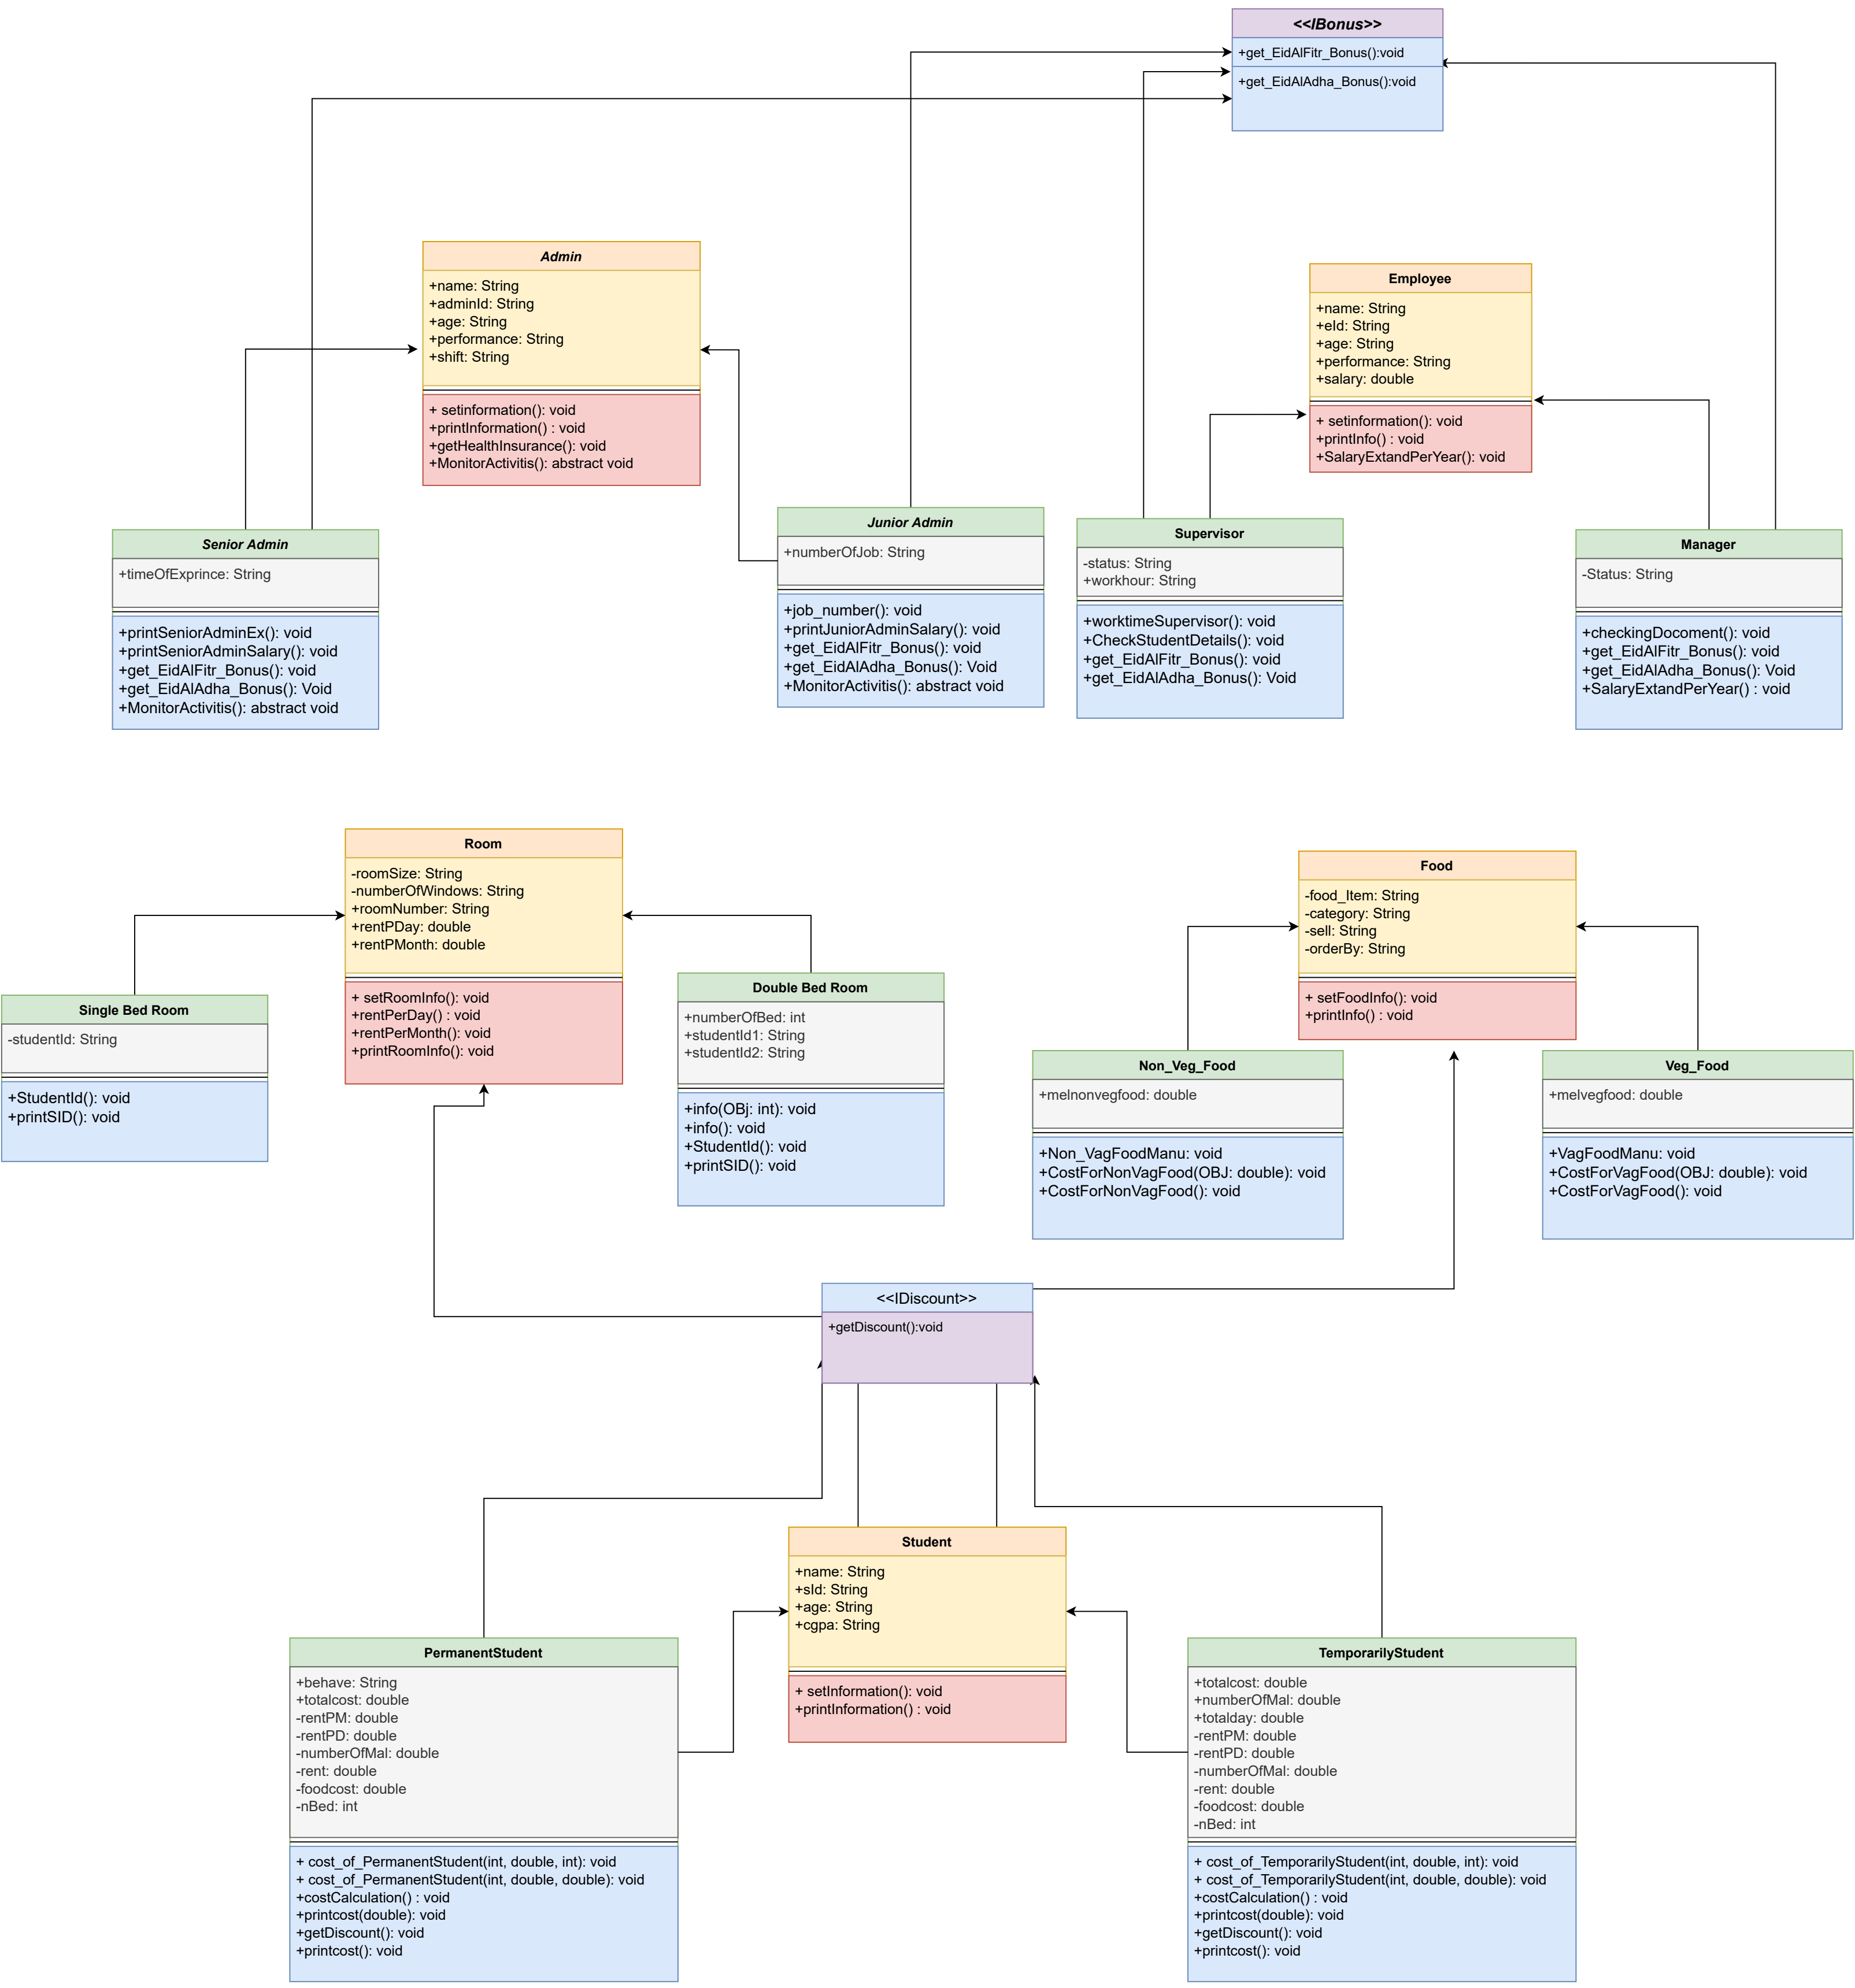 <<IBonus>>
+get_EidAlFitr_Bonus():void
+get_EidAlAdha_Bonus():void
Admin
+name: String
+adminId: String
+age: String
+performance: String
+shift: String
+ setinformation(): void
+printInformation() : void
+getHealthInsurance(): void
+MonitorActivitis(): abstract void
Employee
+name: String
+eId: String
+age: String
+performance: String
+salary: double
+ setinformation(): void
+printInfo() : void
+SalaryExtandPerYear(): void
Senior Admin
+timeOfExprince: String
+printSeniorAdminEx(): void
+printSeniorAdminSalary(): void
+get_EidAlFitr_Bonus(): void
+get_EidAlAdha_Bonus(): Void
+MonitorActivitis(): abstract void
Junior Admin
+numberOfJob: String
+job_number(): void
+printJuniorAdminSalary(): void
+get_EidAlFitr_Bonus(): void
+get_EidAlAdha_Bonus(): Void
+MonitorActivitis(): abstract void
Supervisor
-status: String
+workhour: String
+worktimeSupervisor(): void
+CheckStudentDetails(): void
+get_EidAlFitr_Bonus(): void
+get_EidAlAdha_Bonus(): Void
Manager
-Status: String
+checkingDocoment(): void
+get_EidAlFitr_Bonus(): void
+get_EidAlAdha_Bonus(): Void
+SalaryExtandPerYear() : void
Room
-roomSize: String
-numberOfWindows: String
+roomNumber: String
+rentPDay: double
+rentPMonth: double
+ setRoomInfo(): void
+rentPerDay() : void
+rentPerMonth(): void
+printRoomInfo(): void
Food
-food_Item: String
-category: String
-sell: String
-orderBy: String
+ setFoodInfo(): void
+printInfo() : void
Single Bed Room
-studentId: String
+StudentId(): void
+printSID(): void
Double Bed Room
+numberOfBed: int
+studentId1: String
+studentId2: String
+info(OBj: int): void
+info(): void
+StudentId(): void
+printSID(): void
Non_Veg_Food
+melnonvegfood: double
+Non_VagFoodManu: void
+CostForNonVagFood(OBJ: double): void
+CostForNonVagFood(): void
Veg_Food
+melvegfood: double
+VagFoodManu: void
+CostForVagFood(OBJ: double): void
+CostForVagFood(): void
<<IDiscount>>
+getDiscount():void
Student
+name: String
+sId: String
+age: String
+cgpa: String
+ setInformation(): void
+printInformation() : void
PermanentStudent
+behave: String
+totalcost: double
-rentPM: double
-rentPD: double
-numberOfMal: double
-rent: double
-foodcost: double
-nBed: int
+ cost_of_PermanentStudent(int, double, int): void
+ cost_of_PermanentStudent(int, double, double): void
+costCalculation() : void
+printcost(double): void
+getDiscount(): void
+printcost(): void
TemporarilyStudent
+totalcost: double
+numberOfMal: double
+totalday: double
-rentPM: double
-rentPD: double
-numberOfMal: double
-rent: double
-foodcost: double
-nBed: int
+ cost_of_TemporarilyStudent(int, double, int): void
+ cost_of_TemporarilyStudent(int, double, double): void
+costCalculation() : void
+printcost(double): void
+getDiscount(): void
+printcost(): void